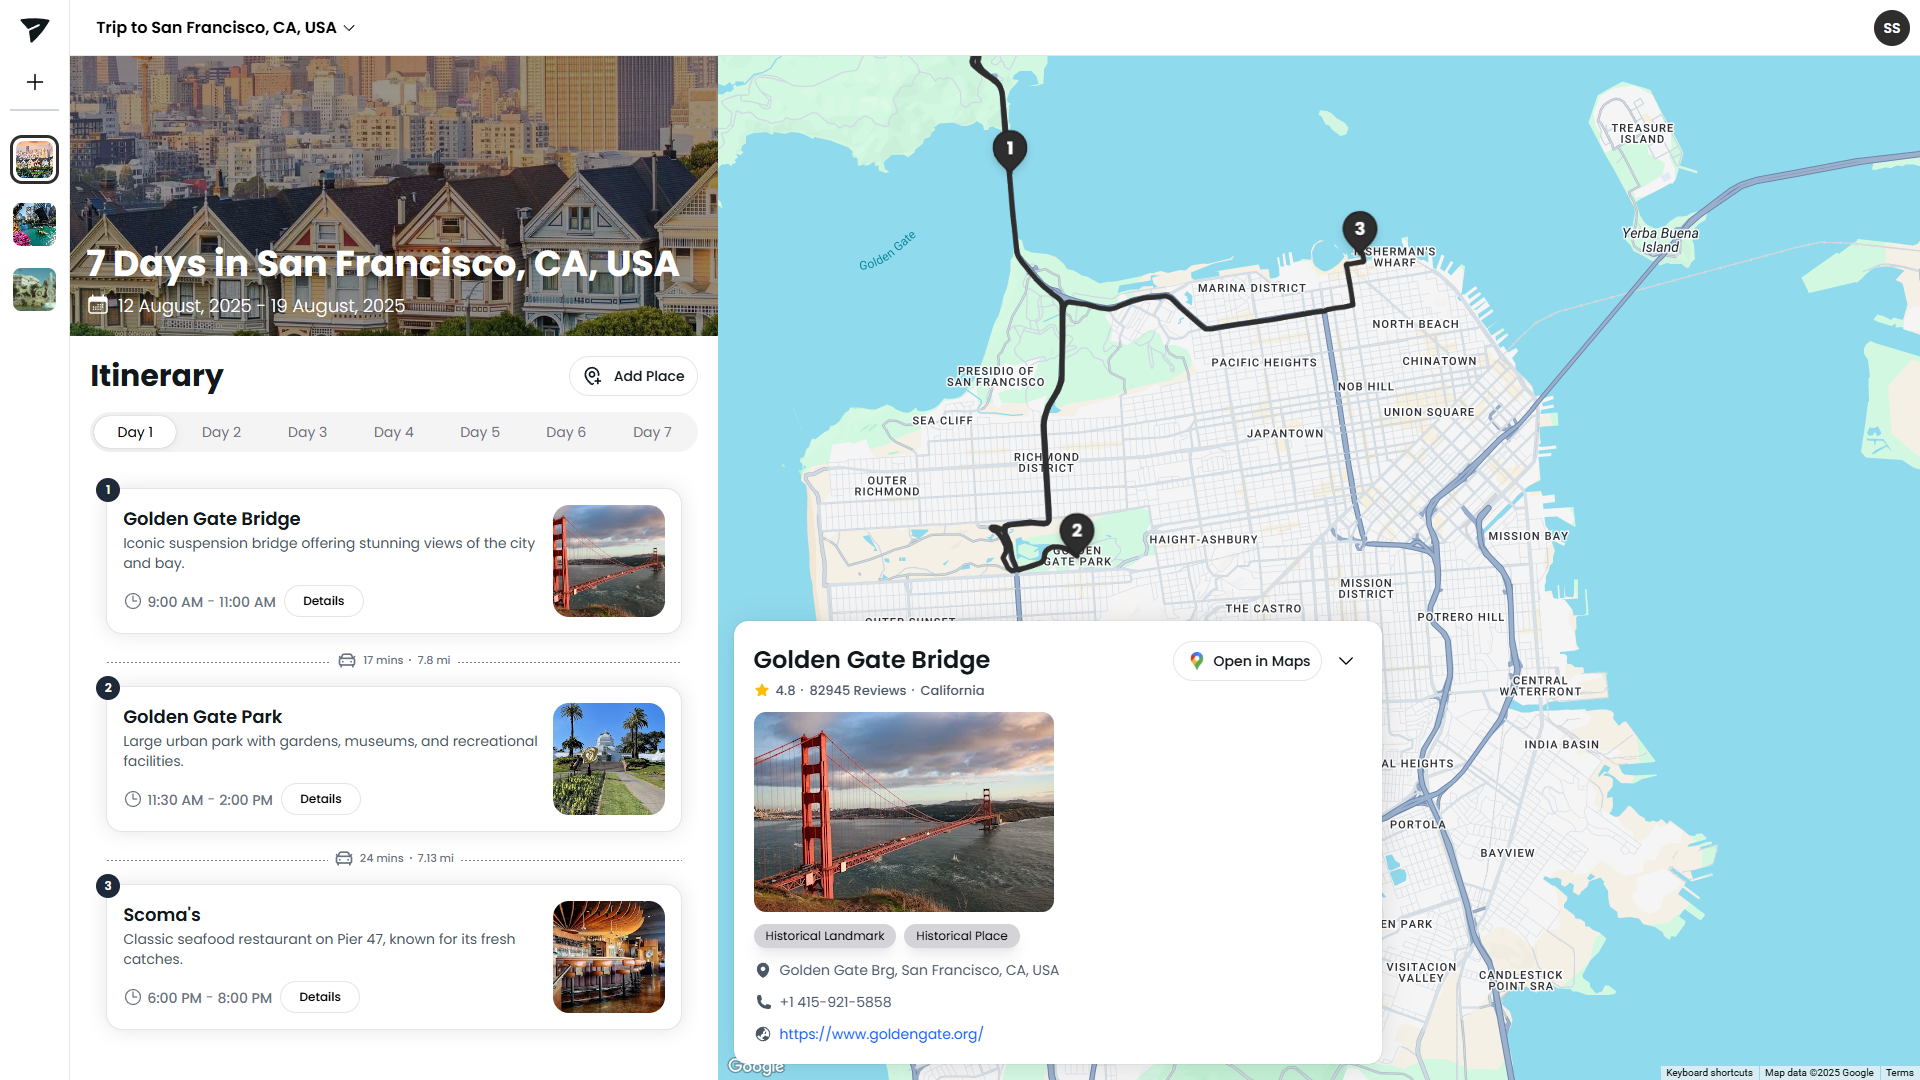 Trip to San Francisco, CA, USA
SS
7 Days in San Francisco, CA, USA
12 August, 2025 - 19 August, 2025
Itinerary
Add Place
Day 1
Day 2
Day 3
Day 4
Day 5
Day 6
Day 7
1
Golden Gate Bridge
Iconic suspension bridge offering stunning views of the city
and bay.
9:00 AM - 11:00 AM
Details
17 mins · 7.8 mi
2
Golden Gate Park
Large urban park with gardens, museums, and recreational
facilities.
11:30 AM - 2:00 PM
Details
24 mins · 7.13 mi
3
Scoma's
Classic seafood restaurant on Pier 47, known for its fresh
catches.
6:00 PM - 8:00 PM
Details
1
2
3
Golden Gate
TREASURE
ISLAND
Yerba Buena
Island
SHERMAN'S
WHARF
MARINA DISTRICT
NORTH BEACH
PACIFIC HEIGHTS
CHINATOWN
PRESIDIO OF
SAN FRANCISCO
NOB HILL
UNION SQUARE
SEA CLIFF
JAPANTOWN
RICHMOND
DISTRICT
OUTER
RICHMOND
MISSION BAY
HAIGHT-ASHBURY
GATE PARK
MISSION
DISTRICT
THE CASTRO
POTRERO HILL
OUTER SUNSET
CENTRAL
WATERFRONT
INDIA BASIN
AL HEIGHTS
PORTOLA
BAYVIEW
EN PARK
VISITACION
VALLEY
CANDLESTICK
POINT SRA
Golden Gate Bridge
Open in Maps
4.8 · 82945 Reviews · California
Historical Landmark
Historical Place
Golden Gate Brg, San Francisco, CA, USA
+1 415-921-5858
https://www.goldengate.org/
Google
Keyboard shortcuts
Map data ©2025 Google
Terms